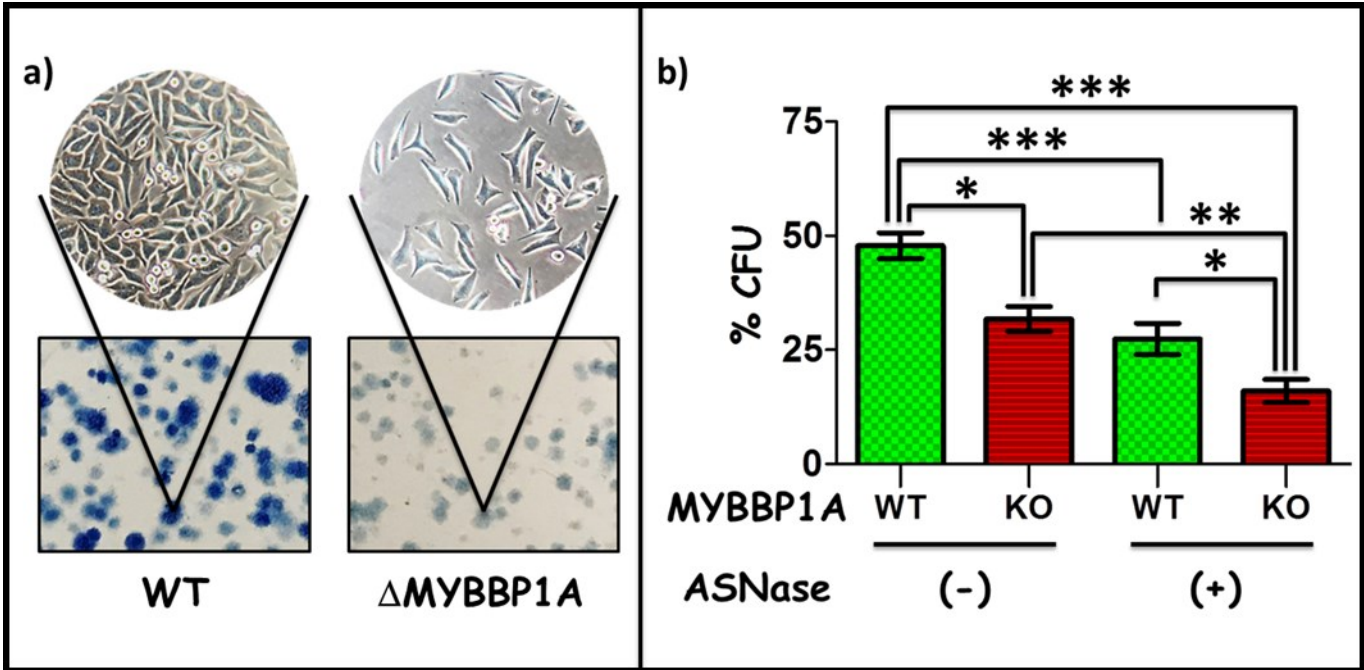 a)
WT
ΔMYBBP1A
b)
***
***
*
**
*
75
50
25
0
% CFU
MYBBP1A WT KO WT KO
ASNase (-) (+)